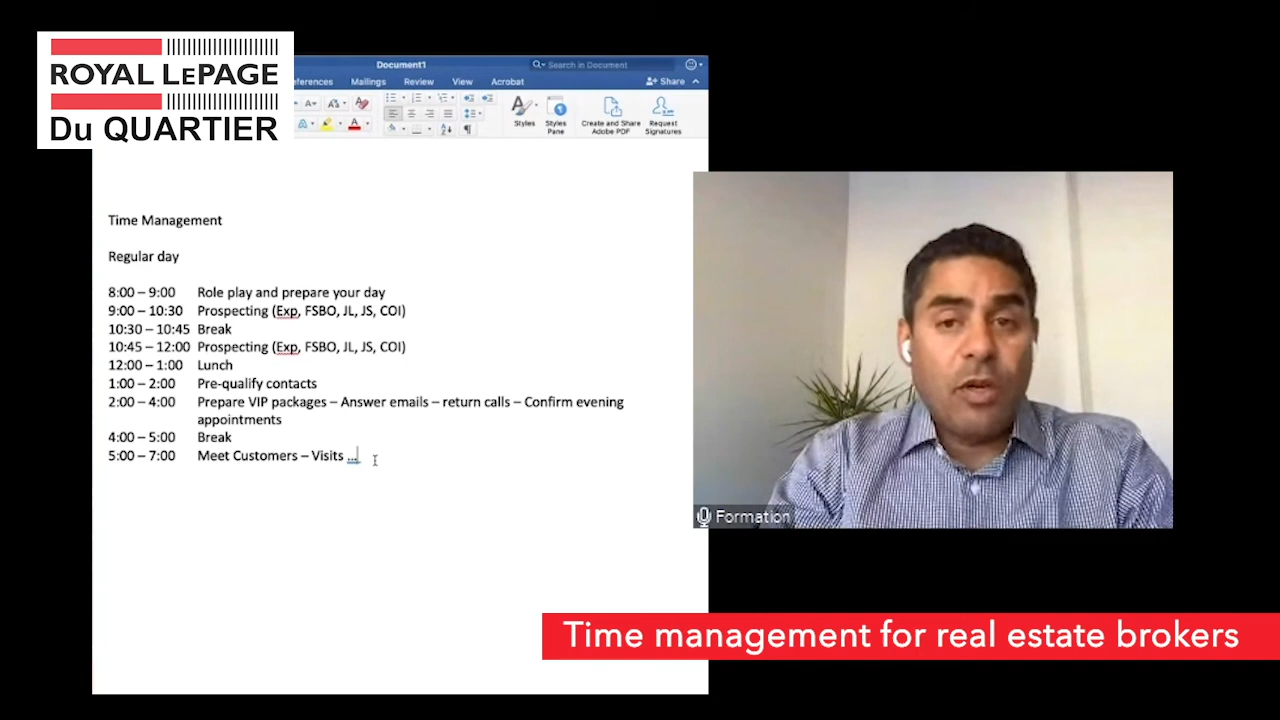 ROYAL LEPAGE
Du QUARTIER
Document1
Search in Document
ferences Mailings Review View Acrobat Share
Styles
Styles Pane
Create and Share Adobe PDF
Request Signatures
Time Management
Regular day
8:00 – 9:00 Role play and prepare your day
9:00 – 10:30 Prospecting (Exp, FSBO, JL, JS, COI)
10:30 – 10:45 Break
10:45 – 12:00 Prospecting (Exp, FSBO, JL, JS, COI)
12:00 – 1:00 Lunch
1:00 – 2:00 Pre-qualify contacts
2:00 – 4:00 Prepare VIP packages – Answer emails – return calls – Confirm evening
appointments
4:00 – 5:00 Break
5:00 – 7:00 Meet Customers – Visits ...
Formation
Time management for real estate brokers